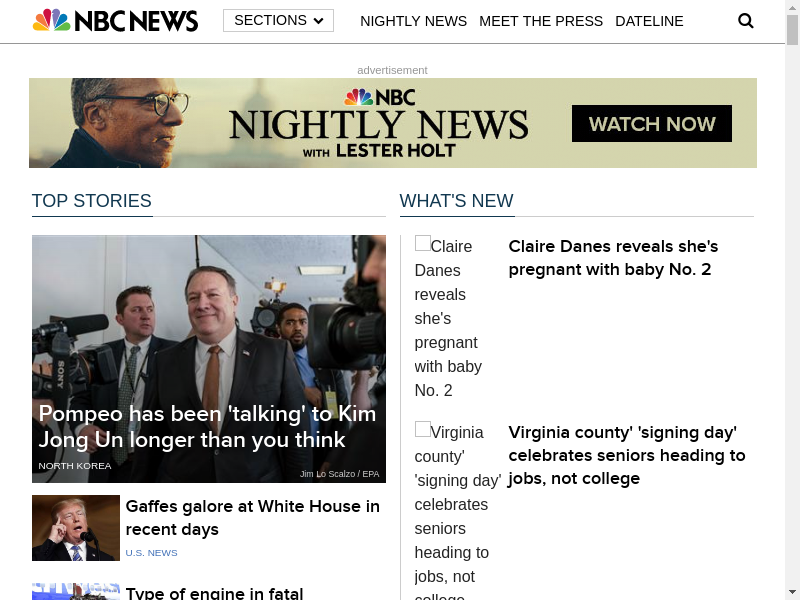 NBC NEWS
SECTIONS
NIGHTLY NEWS
MEET THE PRESS
DATELINE
advertisement
NBC
NIGHTLY NEWS
WITH LESTER HOLT
WATCH NOW
TOP STORIES
SONY
Pompeo has been 'talking' to Kim
Jong Un longer than you think
NORTH KOREA
Jim Lo Scalzo / EPA
Gaffes galore at White House in
recent days
U.S. NEWS
Type of engine in fatal
WHAT'S NEW
Claire
Danes
reveals
she's
pregnant
with baby
No. 2
Claire Danes reveals she's
pregnant with baby No. 2
Virginia
county'
'signing day'
celebrates
seniors
heading to
jobs, not
college
Virginia county' 'signing day'
celebrates seniors heading to
jobs, not college